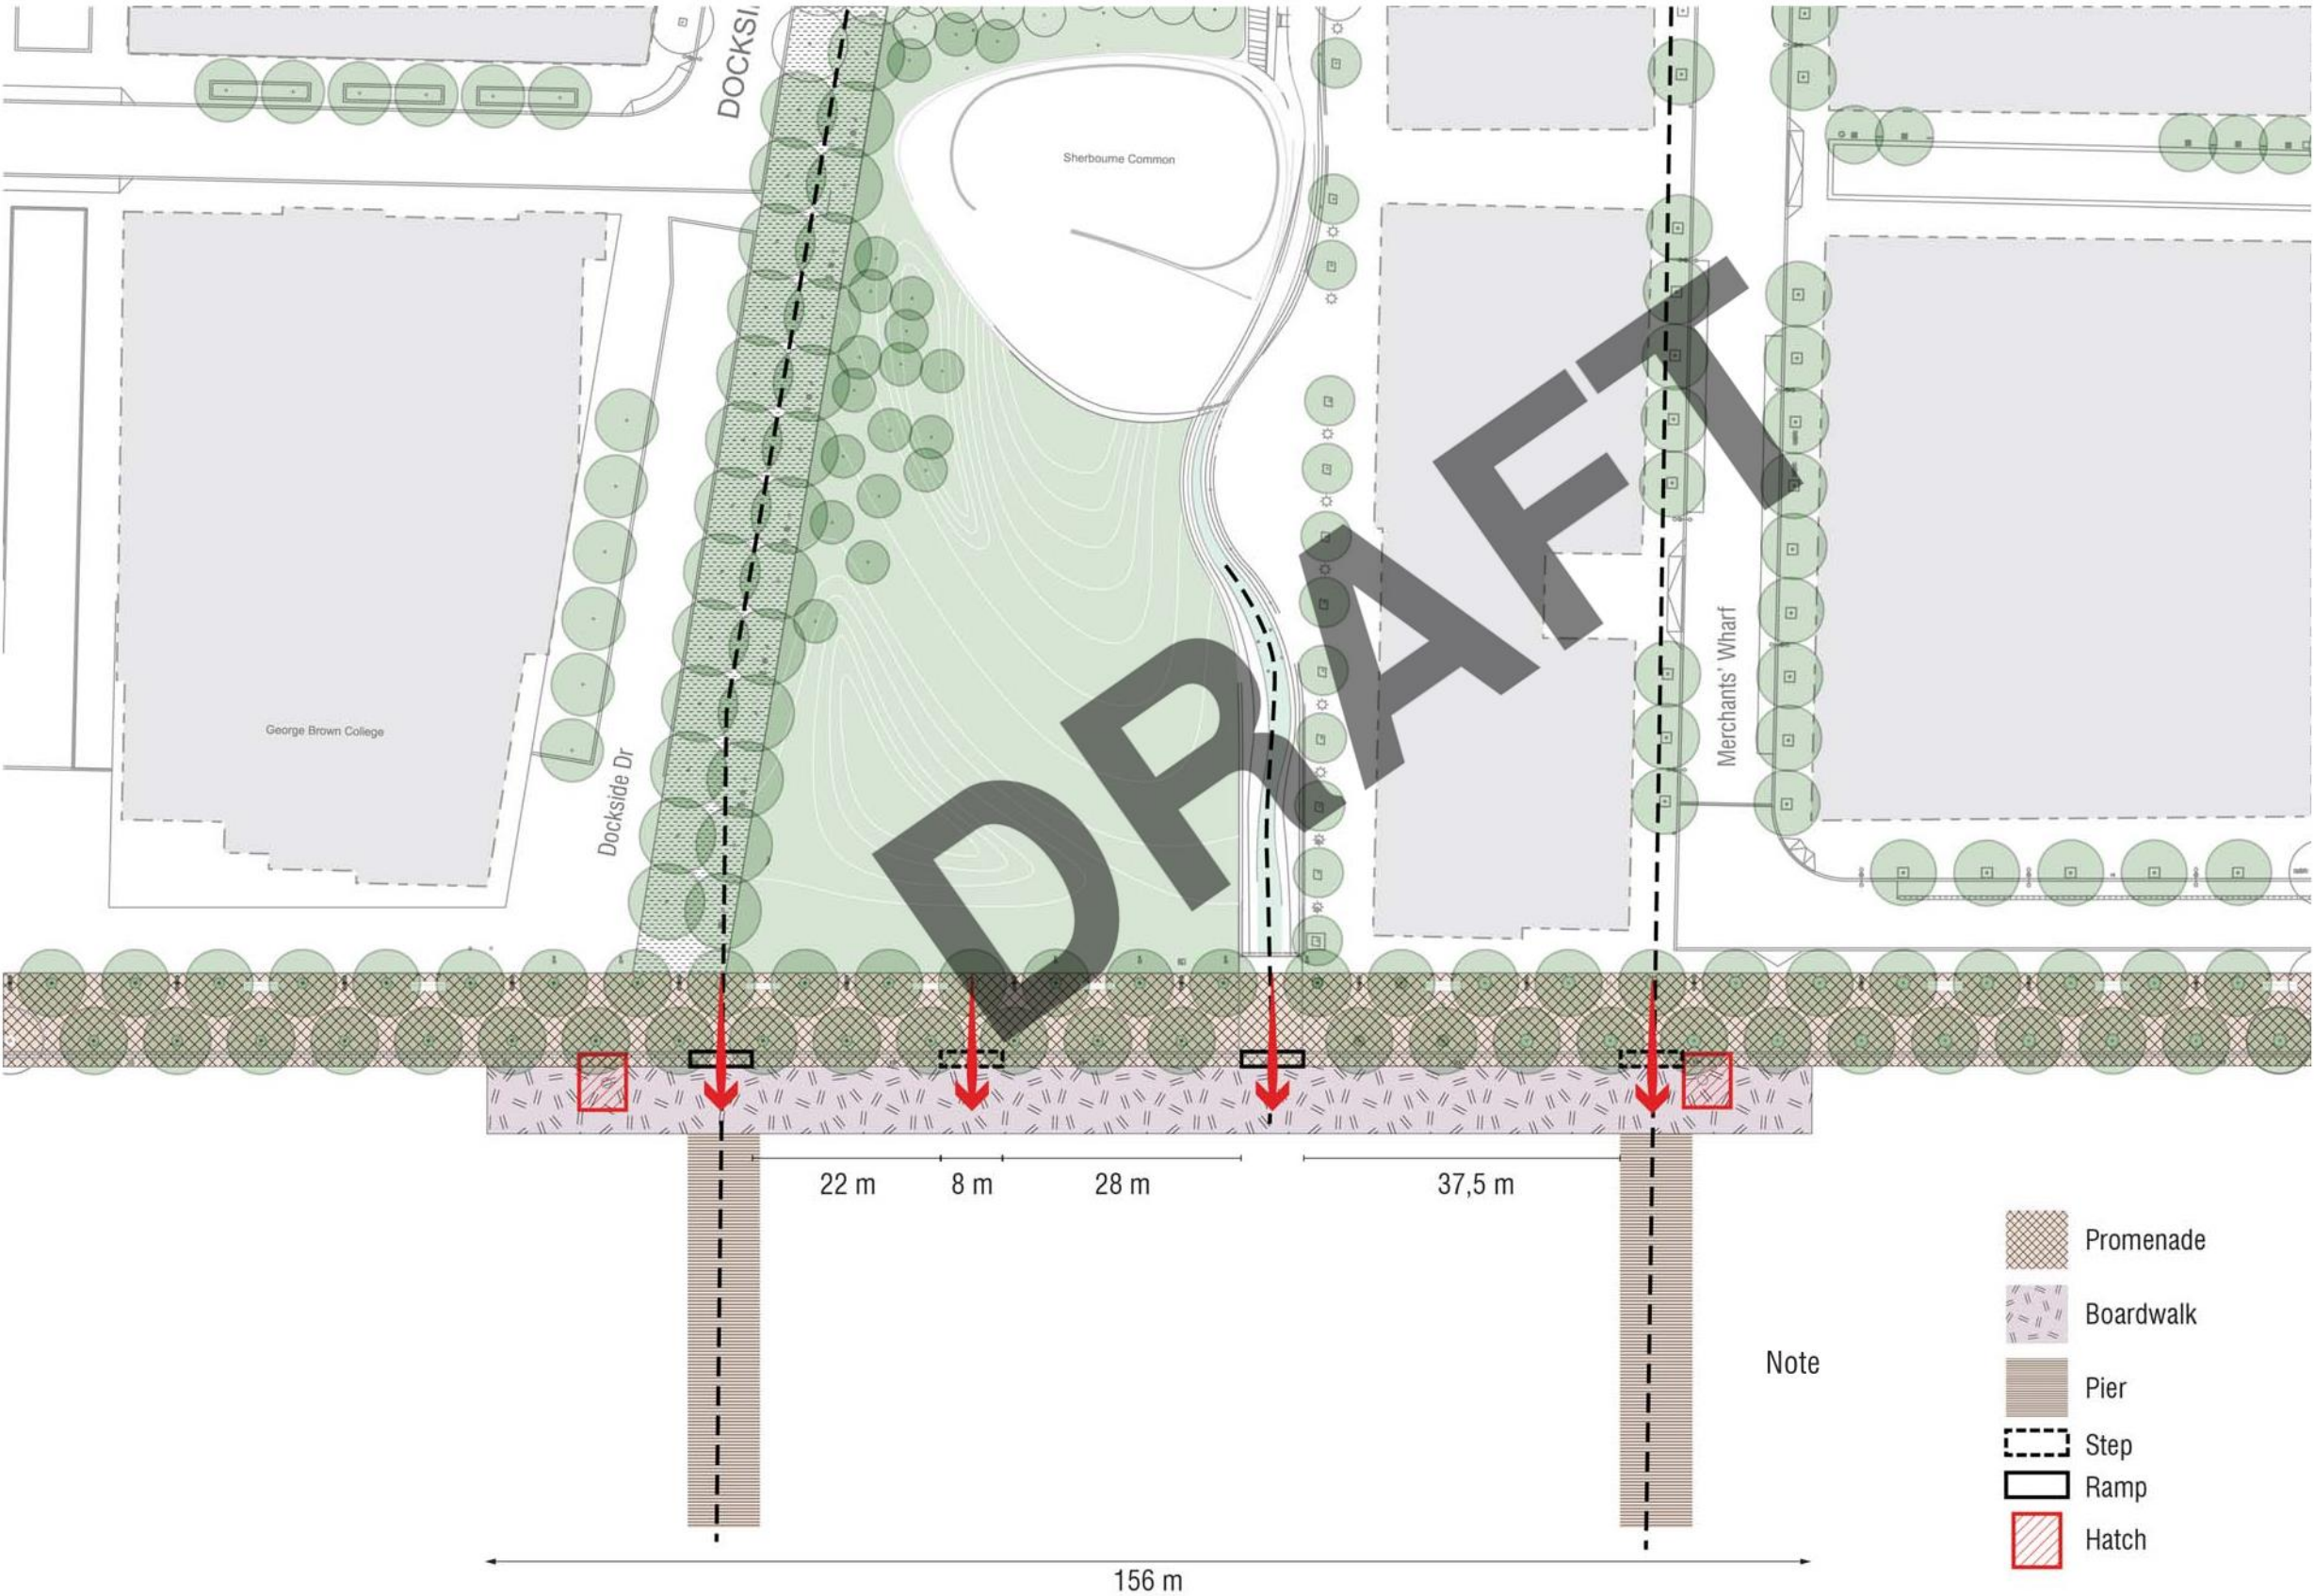 DOCKSI
Sherbourne Common
George Brown College
Dockside Dr
Merchants' Wharf
DRAFT
22 m
8 m
28 m
37,5 m
Note
Promenade
Boardwalk
Pier
Step
Ramp
Hatch
156 m